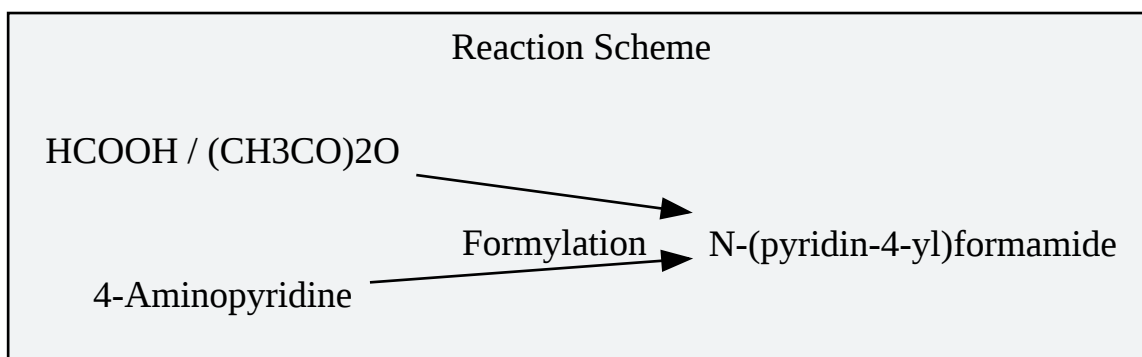 Reaction Scheme
HCOOH / (CH3CO)2O
Formylation
N-(pyridin-4-yl)formamide
4-Aminopyridine